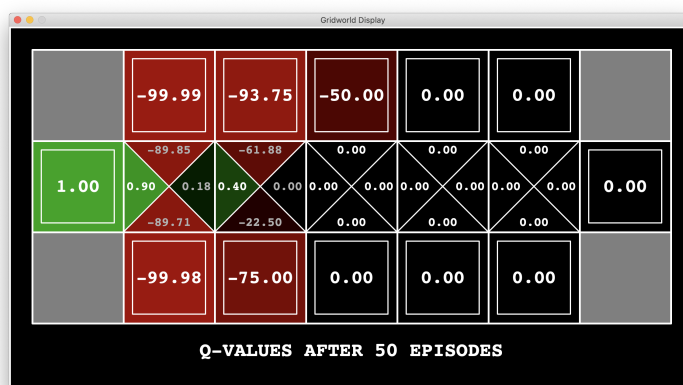 Gridworld Display
-99.99 -93.75 -50.00 0.00 0.00
-89.85 -61.88 0.00 0.00 0.00
1.00 0.90 0.18 0.40 0.00 0.00 0.00 0.00 0.00 0.00 0.00 0.00
-89.71 -22.50 0.00 0.00 0.00
-99.98 -75.00 0.00 0.00 0.00
Q-VALUES AFTER 50 EPISODES